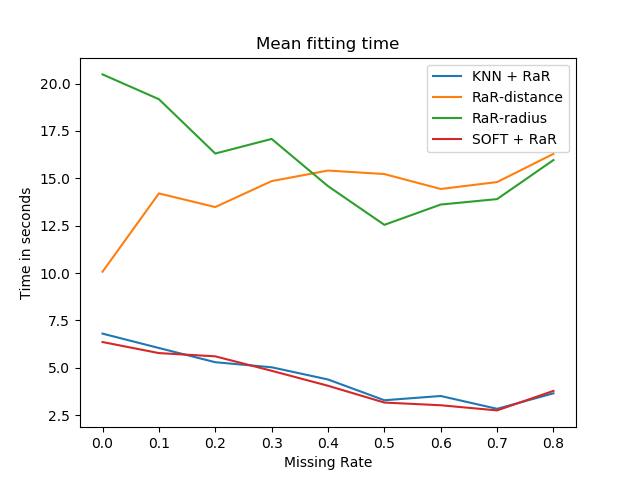 Mean fitting time
KNN + RaR
RaR-distance
RaR-radius
SOFT + RaR
Time in seconds
20.0
17.5
15.0
12.5
10.0
7.5
5.0
2.5
0.0 0.1 0.2 0.3 0.4 0.5 0.6 0.7 0.8
Missing Rate